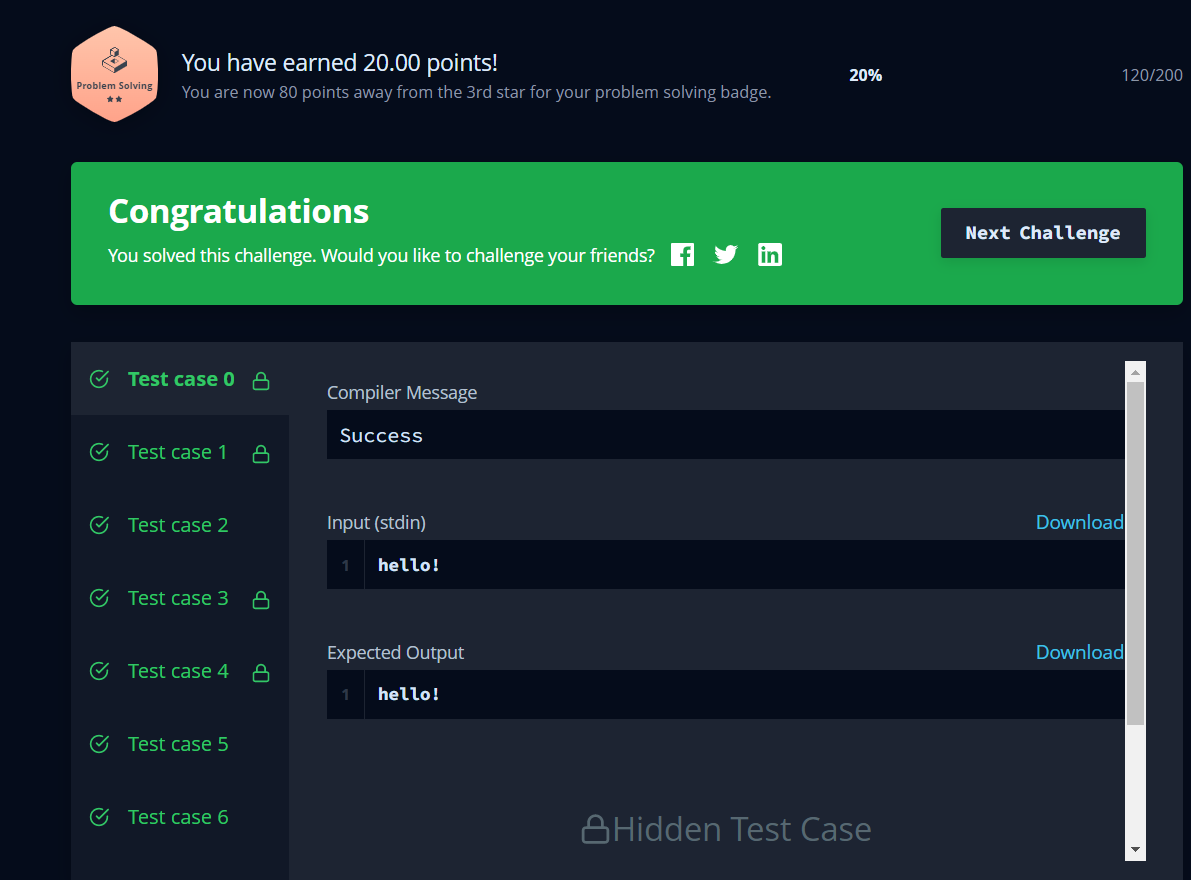 Problem Solving
You have earned 20.00 points!
You are now 80 points away from the 3rd star for your problem solving badge.
20%
120/200
Congratulations
You solved this challenge. Would you like to challenge your friends?
Next Challenge
Test case 0
Test case 1
Test case 2
Test case 3
Test case 4
Test case 5
Test case 6
Compiler Message
Success
Input (stdin)
Download
1 hello!
Expected Output
Download
1 hello!
Hidden Test Case